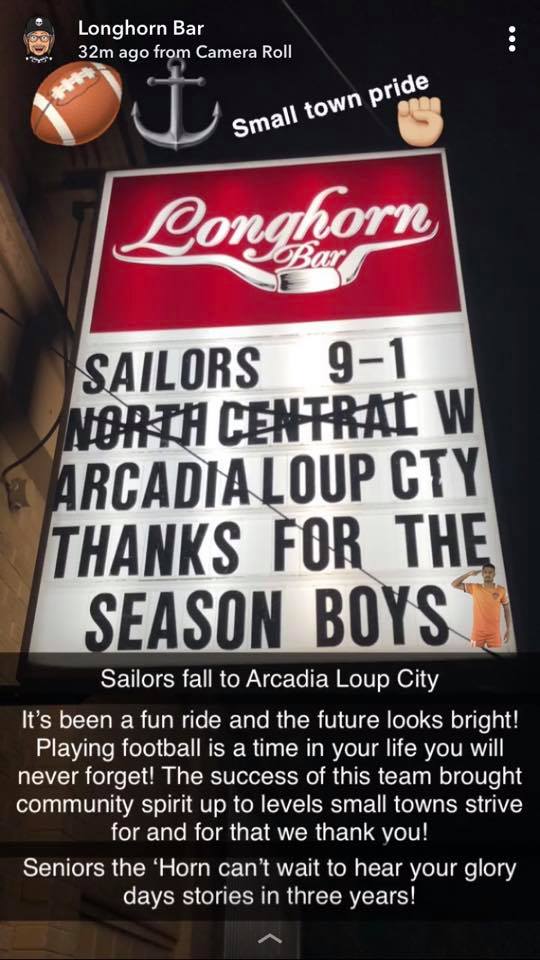 Longhorn Bar
32m ago from Camera Roll
Small town pride
Longhorn
Bar
SAILORS 9-1
NORTH CENTRAL W
ARCADIA LOUP CTY
THANKS FOR THE
SEASON BOYS
Sailors fall to Arcadia Loup City
It's been a fun ride and the future looks bright!
Playing football is a time in your life you will
never forget! The success of this team brought
community spirit up to levels small towns strive
for and for that we thank you!
Seniors the ‘Horn can't wait to hear your glory
days stories in three years!